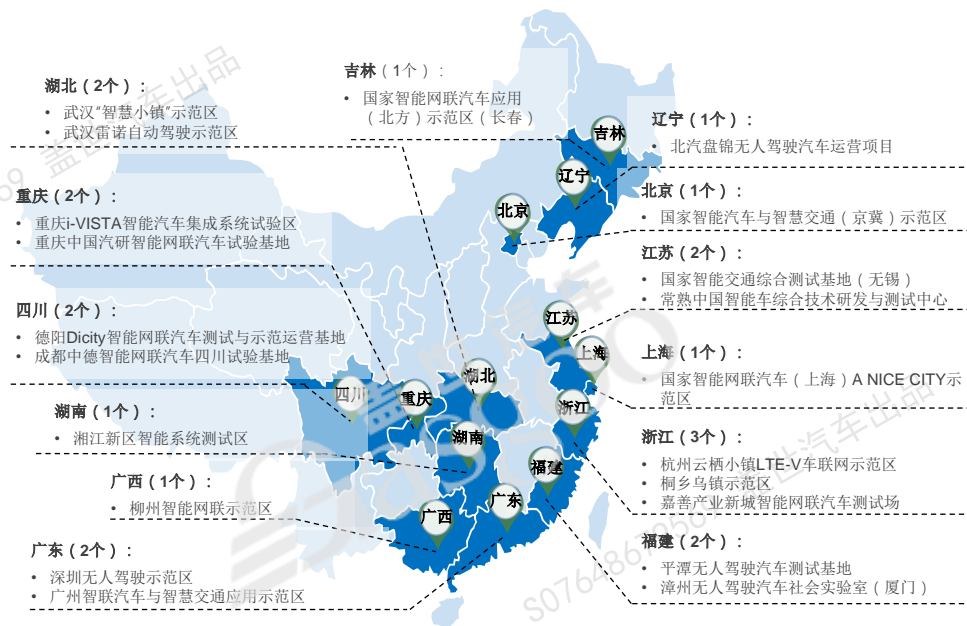 湖北（2个）：
• 武汉“智慧小镇”示范区
• 武汉雷诺自动驾驶示范区
吉林（1个）：
• 国家智能网联汽车应用
（北方）示范区（长春）
辽宁（1个）：
• 北汽盘锦无人驾驶汽车运营项目
重庆（2个）：
• 重庆i-VISTA智能汽车集成系统试验区
• 重庆中国汽研智能网联汽车试验基地
北京（1个）：
• 国家智能汽车与智慧交通（京冀）示范区
江苏（2个）：
• 国家智能交通综合测试基地（无锡）
• 常熟中国智能车综合技术研发与测试中心
四川（2个）：
• 德阳Dicity智能网联汽车测试与示范运营基地
• 成都中德智能网联汽车四川试验基地
上海（1个）：
• 国家智能网联汽车（上海）A NICE CITY示
范区
湖南（1个）：
• 湘江新区智能系统测试区
浙江（3个）：
• 杭州云栖小镇LTE-V车联网示范区
• 桐乡乌镇示范区
• 嘉善产业新城智能网联汽车测试场
广西（1个）：
• 柳州智能网联示范区
广东（2个）：
• 深圳无人驾驶示范区
• 广州智联汽车与智慧交通应用示范区
福建（2个）：
• 平潭无人驾驶汽车测试基地
• 漳州无人驾驶汽车社会实验室（厦门）
吉林
辽宁
北京
江苏
上海
四川
重庆
湖北
浙江
湖南
福建
广西
广东
盖世汽车出品
盖世汽车
Gasgoo
盖世汽车出品